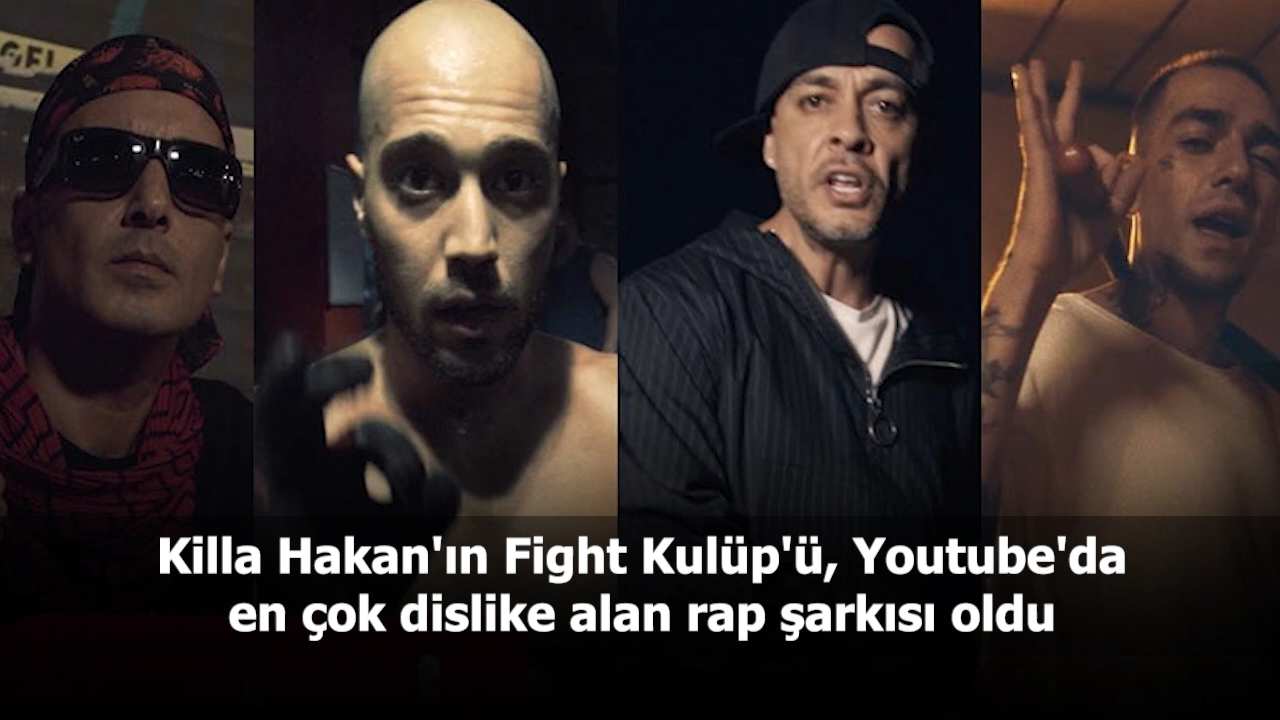 Killa Hakan'ın Fight Kulüp'ü, Youtube'da
en çok dislike alan rap şarkısı oldu